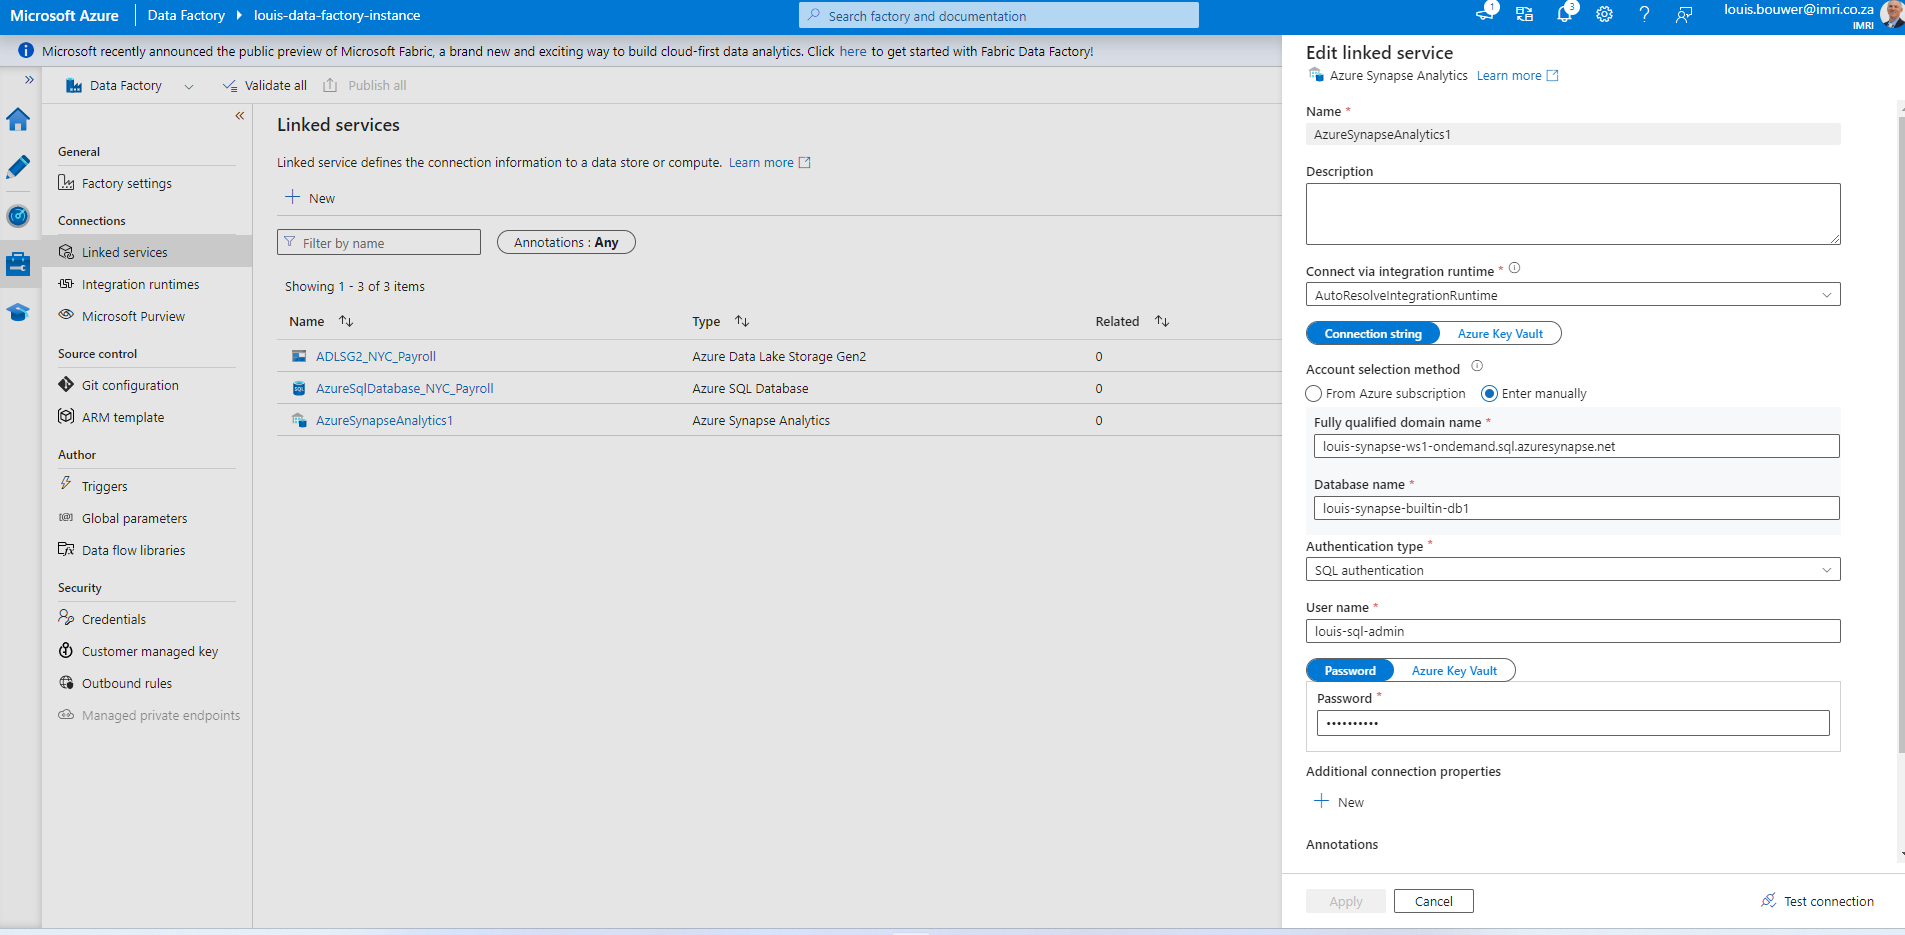 Microsoft Azure
Data Factory
louis-data-factory-instance
Search factory and documentation
1
3
louis.bouwer@imri.co.za
IMRI
Microsoft recently announced the public preview of Microsoft Fabric, a brand new and exciting way to build cloud-first data analytics. Click here to get started with Fabric Data Factory!
Data Factory
Validate all
Publish all
General
Factory settings
Connections
Linked services
Integration runtimes
Microsoft Purview
Source control
Git configuration
ARM template
Author
Triggers
Global parameters
Data flow libraries
Security
Credentials
Customer managed key
Outbound rules
Managed private endpoints
Linked services
Linked service defines the connection information to a data store or compute. Learn more
New
Filter by name
Annotations : Any
Showing 1 - 3 of 3 items
Name Type Related
ADLSG2_NYC_Payroll Azure Data Lake Storage Gen2 0
AzureSqlDatabase_NYC_Payroll Azure SQL Database 0
AzureSynapseAnalytics1 Azure Synapse Analytics 0
Edit linked service
Azure Synapse Analytics Learn more
Name *
AzureSynapseAnalytics1
Description
Connect via integration runtime *
AutoResolveIntegrationRuntime
Connection string Azure Key Vault
Account selection method
From Azure subscription Enter manually
Fully qualified domain name *
louis-synapse-ws1-ondemand.sql.azuresynapse.net
Database name *
louis-synapse-builtin-db1
Authentication type *
SQL authentication
User name *
louis-sql-admin
Password Azure Key Vault
Password *
••••••••••
Additional connection properties
New
Annotations
Apply Cancel Test connection